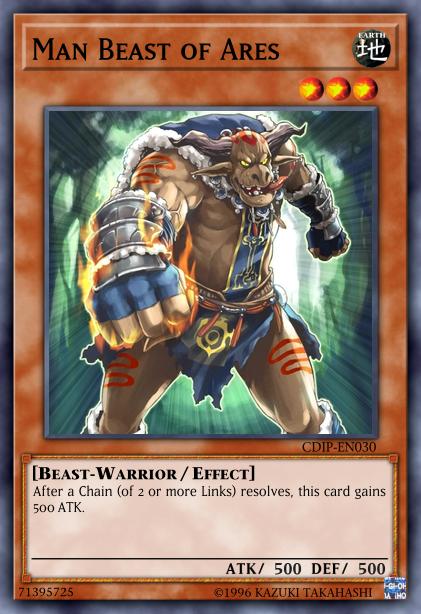 MAN BEAST OF ARES
EARTH
地
CDIP-EN030
[BEAST-WARRIOR / EFFECT]
After a Chain (of 2 or more Links) resolves, this card gains
500 ATK.
ATK/ 500 DEF/ 500
71395725
©1996 KAZUKI TAKAHASHI